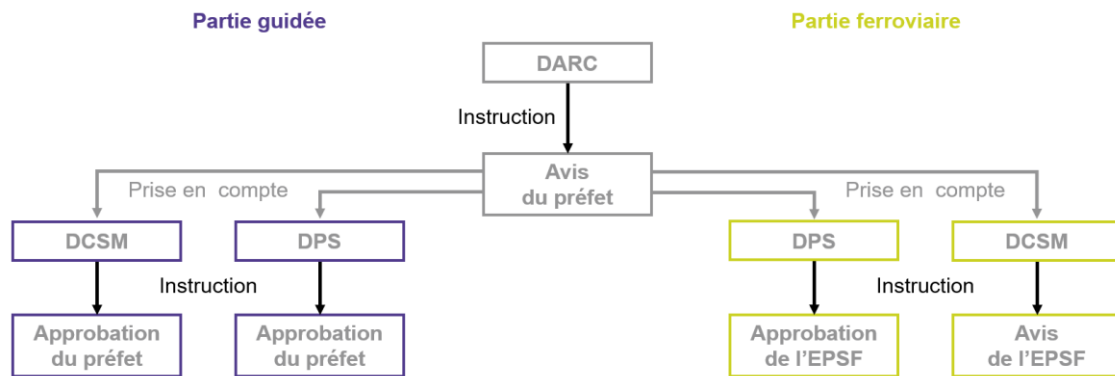 Partie guidée
Partie ferroviaire
DARC
Instruction
Avis
du préfet
Prise en compte
Prise en compte
DCSM
DPS
DPS
DCSM
Instruction
Instruction
Approbation
du préfet
Approbation
du préfet
Approbation
de l'EPSF
Avis
de l'EPSF